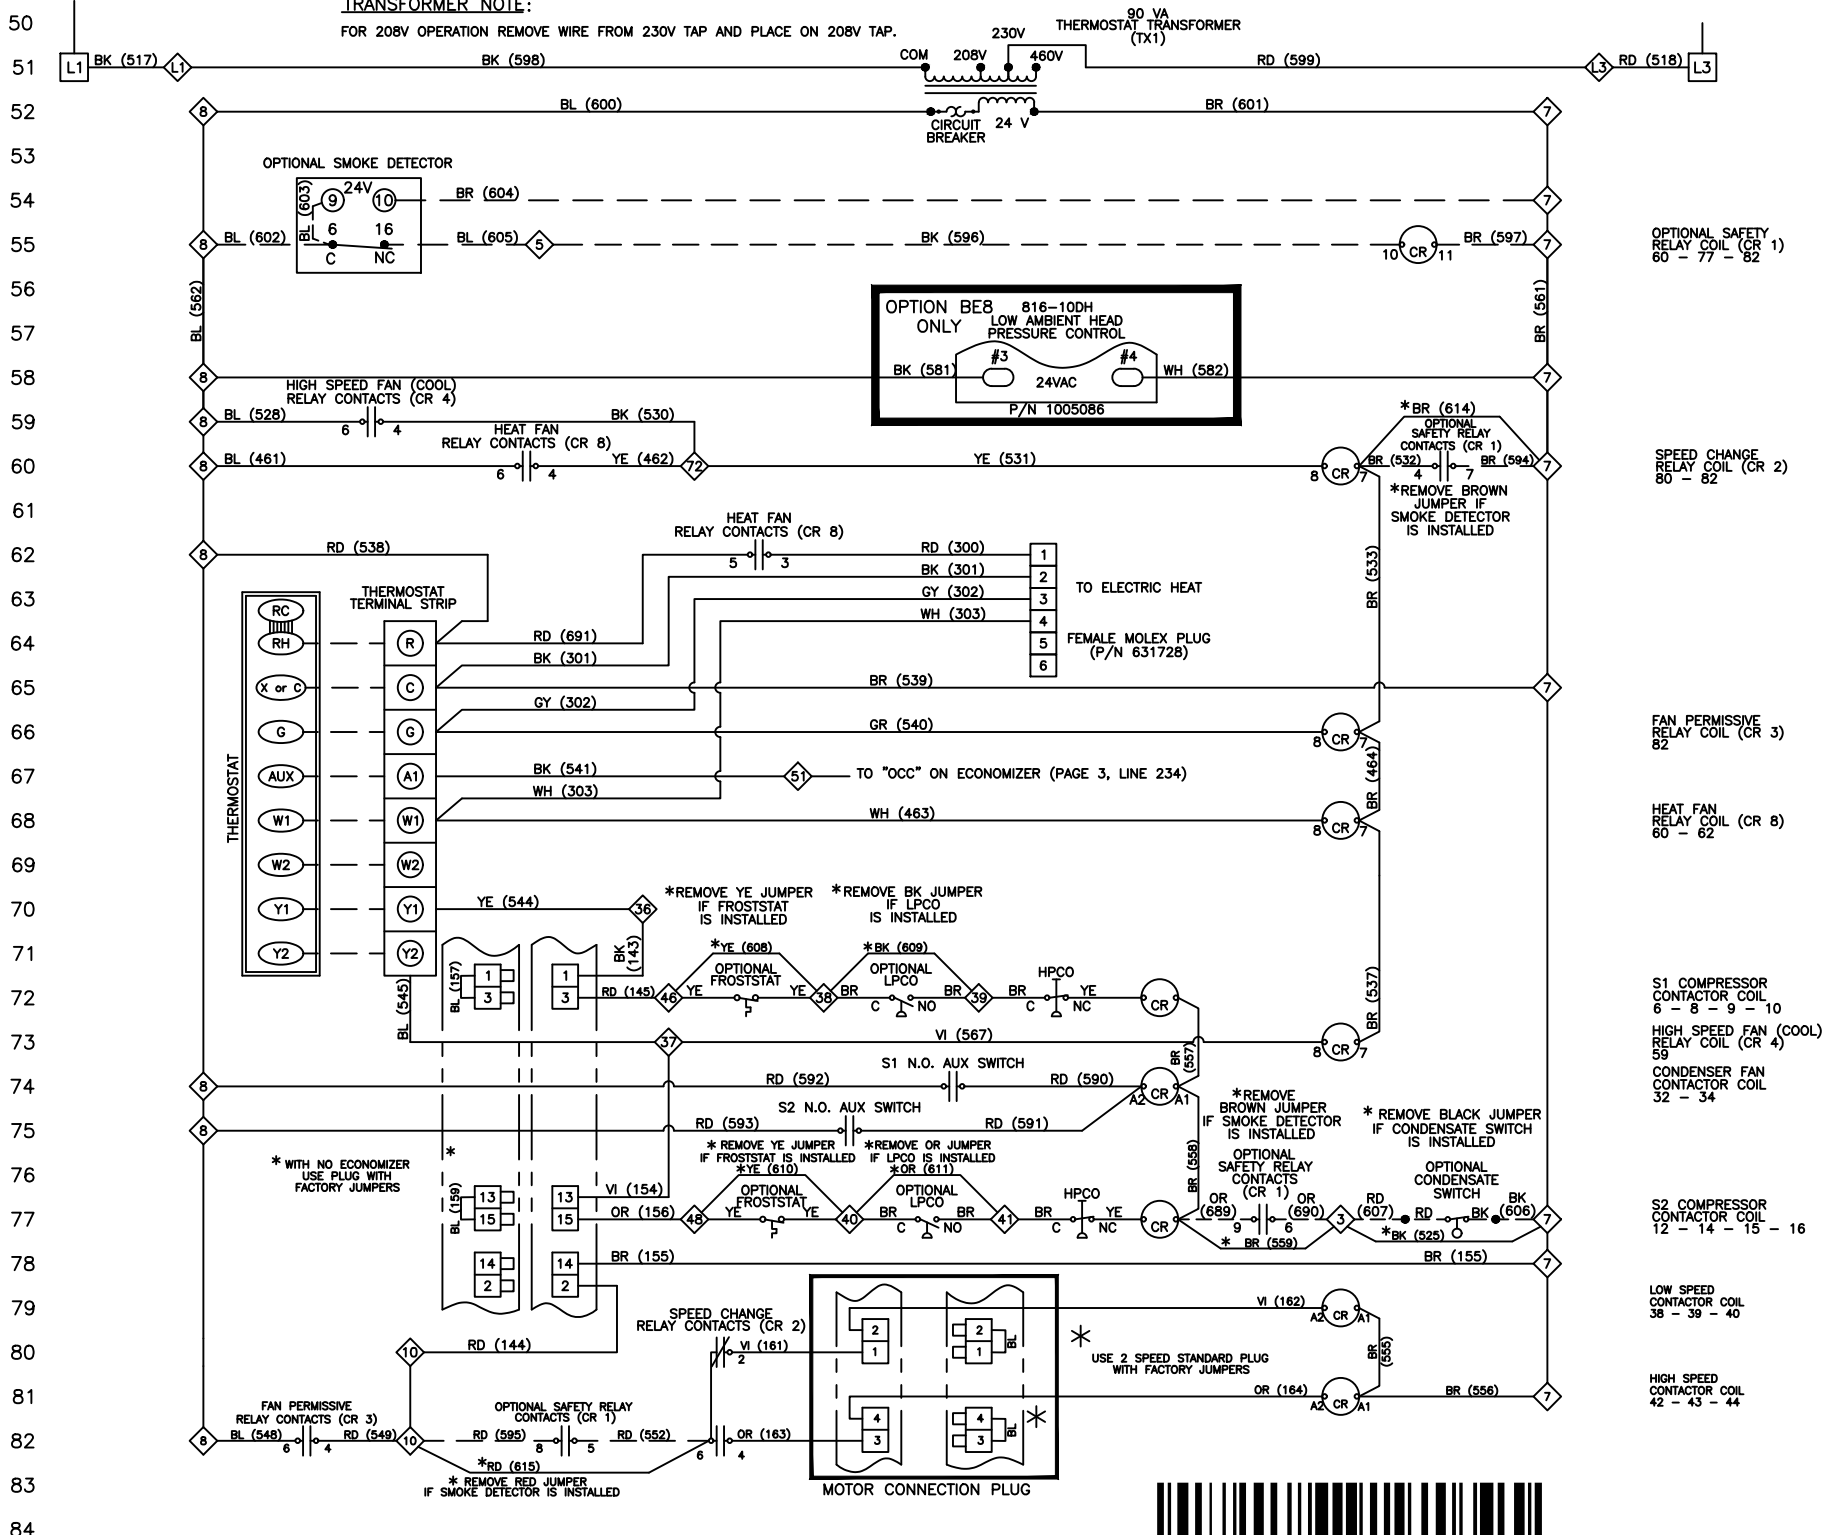 TRANSFORMER NOTE:
FOR 208V OPERATION REMOVE WIRE FROM 230V TAP AND PLACE ON 208V TAP.
90 VA
THERMOSTAT TRANSFORMER
(TX1)
50
230V
COM 208V 460V
51 L1 BK (517) L1 BK (598) RD (599) L3 RD (518) L3
52 8 BL (600) BR (601) 7
CIRCUIT
BREAKER
24 V
53
OPTIONAL SMOKE DETECTOR
54 BL (603) 9 24V 10 BR (604) 7
55 8 BL (602) 6 16 BL (605) 5 BK (596) 10 CR 11 BR (597) 7
C NC
OPTIONAL SAFETY
RELAY COIL (CR 1)
60 - 77 - 82
56 BL (562) BR (561)
OPTION BE8
ONLY
816-10DH
LOW AMBIENT HEAD
PRESSURE CONTROL
57
#3 #4
58 8 BK (581) 24VAC WH (582) 7
P/N 1005086
HIGH SPEED FAN (COOL)
RELAY CONTACTS (CR 4)
59 8 BL (528) 6 4 BK (530)
*BR (614)
OPTIONAL
SAFETY RELAY
CONTACTS (CR 1)
HEAT FAN
RELAY CONTACTS (CR 8)
60 8 BL (461) 6 4 YE (462) 72 YE (531) 8 CR 7 BR (532) 4 7 BR (594) 7
SPEED CHANGE
RELAY COIL (CR 2)
80 - 82
*REMOVE BROWN
JUMPER IF
SMOKE DETECTOR
IS INSTALLED
61
HEAT FAN
RELAY CONTACTS (CR 8)
62 8 RD (538) 5 3 RD (300) 1
BK (301) 2
63 GY (302) 3
WH (303) 4
5
6
TO ELECTRIC HEAT
FEMALE MOLEX PLUG
(P/N 631728)
BR (533)
THERMOSTAT
TERMINAL STRIP
THERMOSTAT
RC
64 RH R RD (691)
BK (301)
65 X or C C BR (539) 7
GY (302)
66 G G GR (540) 8 CR 7
FAN PERMISSIVE
RELAY COIL (CR 3)
82
BR (464)
67 AUX A1 BK (541) 51 TO "OCC" ON ECONOMIZER (PAGE 3, LINE 234)
WH (303)
68 W1 W1 WH (463) 8 CR 7
HEAT FAN
RELAY COIL (CR 8)
60 - 62
69 W2 W2
70 Y1 Y1 YE (544) 36
*REMOVE YE JUMPER
IF FROSTSTAT
IS INSTALLED
*REMOVE BK JUMPER
IF LPCO
IS INSTALLED
71 Y2 Y2 BK (143) *YE (608) *BK (609)
OPTIONAL
FROSTSTAT
OPTIONAL
LPCO
HPCO
BL (157) 1 3 1 3
72 RD (145) 46 YE YE 38 BR C NO BR 39 BR C NC YE CR
BR (537)
S1 COMPRESSOR
CONTACTOR COIL
6 - 8 - 9 - 10
BL (545)
73 37 VI (567) 8 CR 7
HIGH SPEED FAN (COOL)
RELAY COIL (CR 4)
59
BR (557)
S1 N.O. AUX SWITCH
74 8 RD (592) RD (590) A2 CR A1
CONDENSER FAN
CONTACTOR COIL
32 - 34
S2 N.O. AUX SWITCH
75 8 RD (593) RD (591)
*REMOVE
BROWN JUMPER
IF SMOKE DETECTOR
IS INSTALLED
* REMOVE BLACK JUMPER
IF CONDENSATE SWITCH
IS INSTALLED
*
* WITH NO ECONOMIZER
USE PLUG WITH
FACTORY JUMPERS
* REMOVE YE JUMPER
IF FROSTSTAT IS INSTALLED
*REMOVE OR JUMPER
IF LPCO IS INSTALLED
76 *YE (610) *OR (611)
OPTIONAL
FROSTSTAT
OPTIONAL
LPCO
HPCO
BR (558)
OPTIONAL
SAFETY RELAY
CONTACTS
(CR 1)
OPTIONAL
CONDENSATE
SWITCH
BL (159) 13 15 13 15
VI (154)
77 OR (156) 48 YE YE 40 BR C NO BR 41 BR C NC YE CR OR (689) 9 6 OR (690) 3 RD (607) RD BK BK (606) 7
* BR (559) *BK (525)
S2 COMPRESSOR
CONTACTOR COIL
12 - 14 - 15 - 16
78 14 14 BR (155) BR (155) 7
2 2
79 VI (162) A2 CR A1
LOW SPEED
CONTACTOR COIL
38 - 39 - 40
SPEED CHANGE
RELAY CONTACTS (CR 2)
80 10 RD (144) 2 VI (161) 2 1 2 1 BL *
USE 2 SPEED STANDARD PLUG
WITH FACTORY JUMPERS
BR (555)
81 OR (164) A2 CR A1 BR (556) 7
HIGH SPEED
CONTACTOR COIL
42 - 43 - 44
FAN PERMISSIVE
RELAY CONTACTS (CR 3)
OPTIONAL SAFETY RELAY
CONTACTS (CR 1)
82 8 BL (548) 6 4 RD (549) 10 RD (595) 8 5 RD (552) 6 4 OR (163) 4 3 4 3 BL *
*RD (615)
* REMOVE RED JUMPER
IF SMOKE DETECTOR IS INSTALLED
83 MOTOR CONNECTION PLUG
84